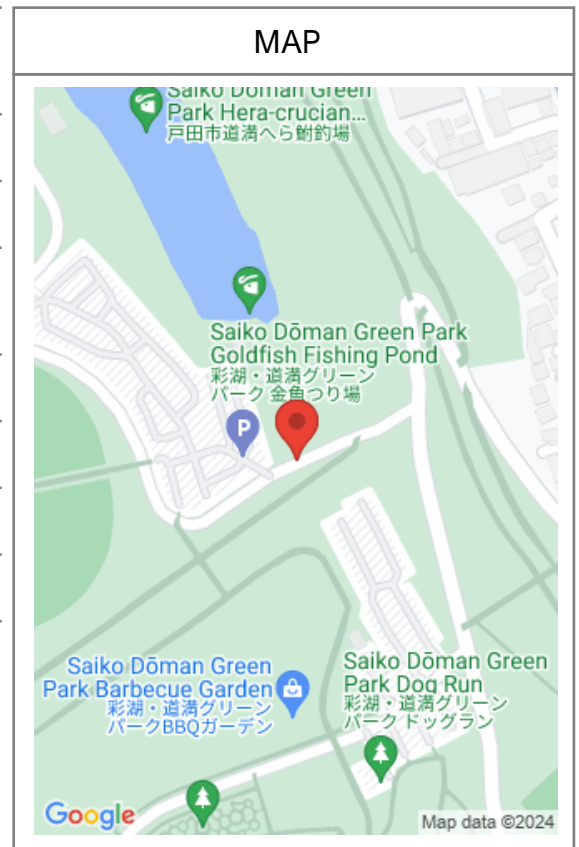 MAP
Saiko Dōman Green
Park Hera-crucian...
戸田市道満へら鮒釣場
Saiko Dōman Green Park
Goldfish Fishing Pond
彩湖・道満グリーン
パーク 金魚つり場
P
Saiko Dōman Green
Park Barbecue Garden
彩湖・道満グリーン
パークBBQガーデン
Saiko Dōman Green
Park Dog Run
彩湖・道満グリーン
パーク ドッグラン
Google
Map data ©2024